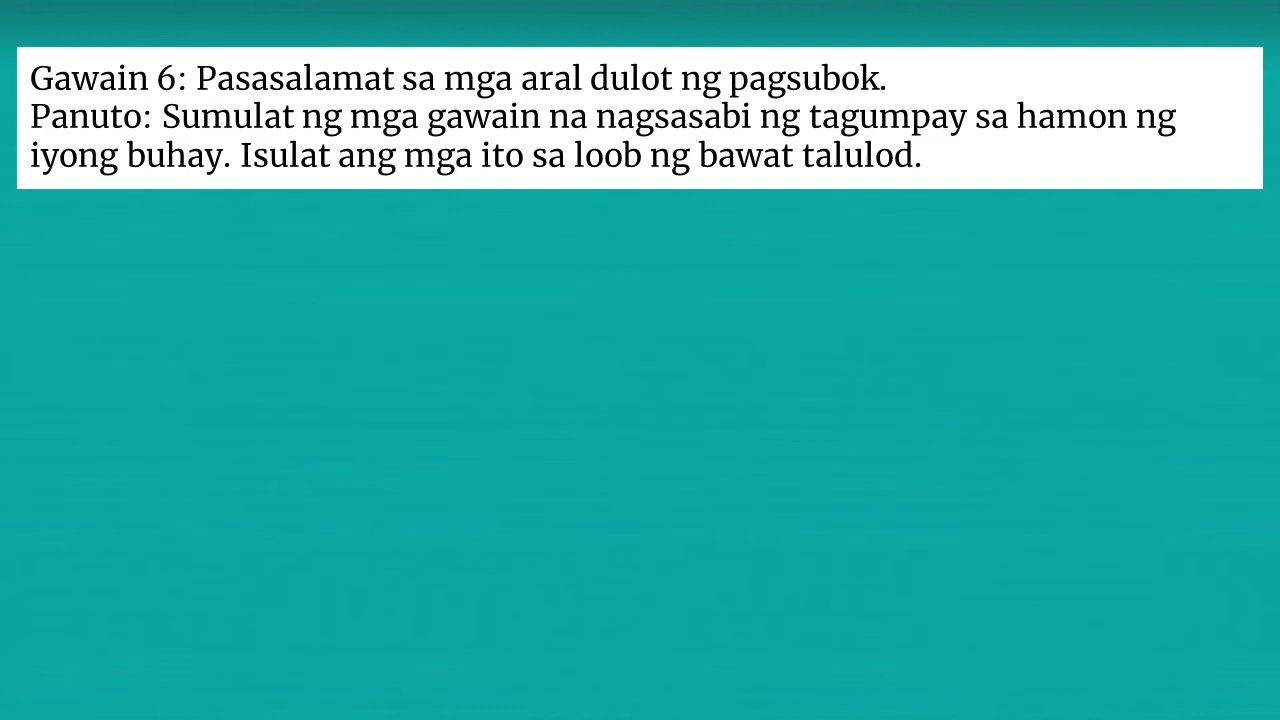 Gawain 6: Pasasalamat sa mga aral dulot ng pagsubok.
Panuto: Sumulat ng mga gawain na nagsasabi ng tagumpay sa hamon ng
iyong buhay. Isulat ang mga ito sa loob ng bawat talulod.